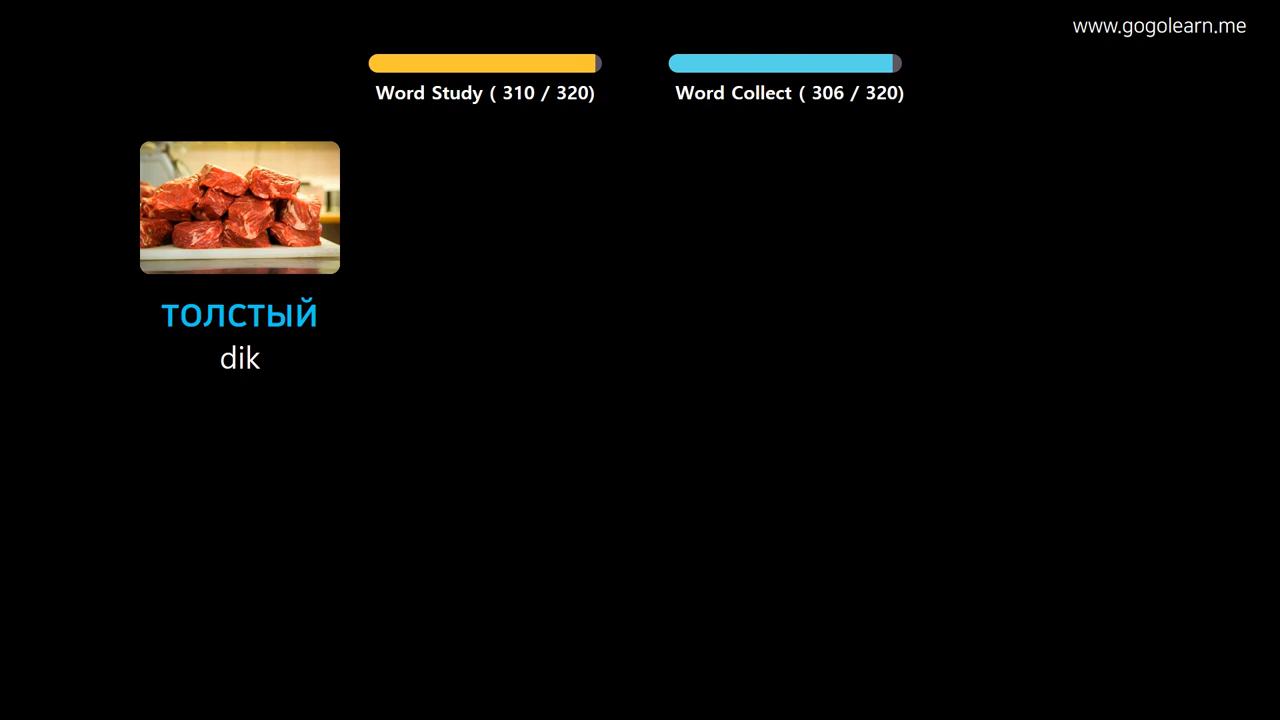 www.gogolearn.me
Word Study ( 310 / 320)
Word Collect ( 306 / 320)
толстый
dik